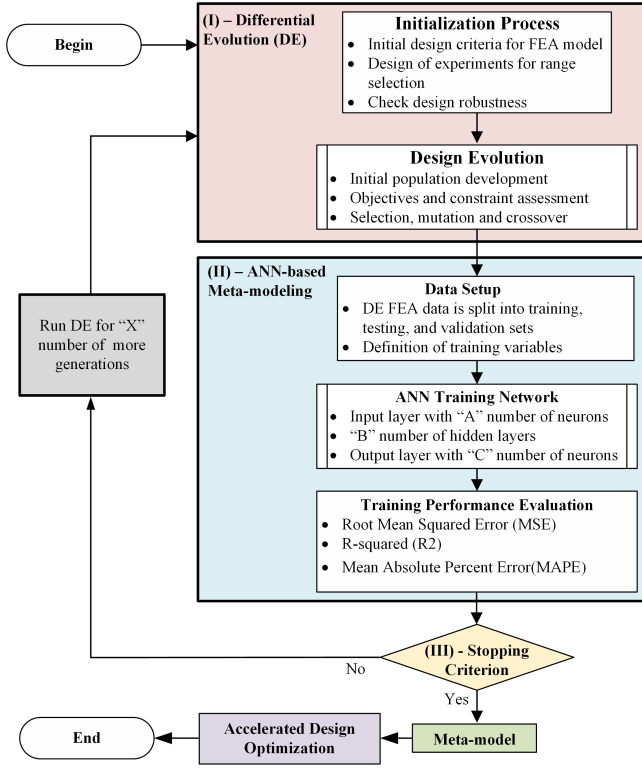 Begin
(I) – Differential
Evolution (DE)
Initialization Process
• Initial design criteria for FEA model
• Design of experiments for range
selection
• Check design robustness
Design Evolution
• Initial population development
• Objectives and constraint assessment
• Selection, mutation and crossover
(II) – ANN-based
Meta-modeling
Data Setup
• DE FEA data is split into training,
testing, and validation sets
• Definition of training variables
Run DE for “X”
number of more
generations
ANN Training Network
• Input layer with “A” number of neurons
• “B” number of hidden layers
• Output layer with “C” number of neurons
Training Performance Evaluation
• Root Mean Squared Error (MSE)
• R-squared (R2)
• Mean Absolute Percent Error(MAPE)
(III) - Stopping
Criterion
No
Yes
Meta-model
Accelerated Design
Optimization
End